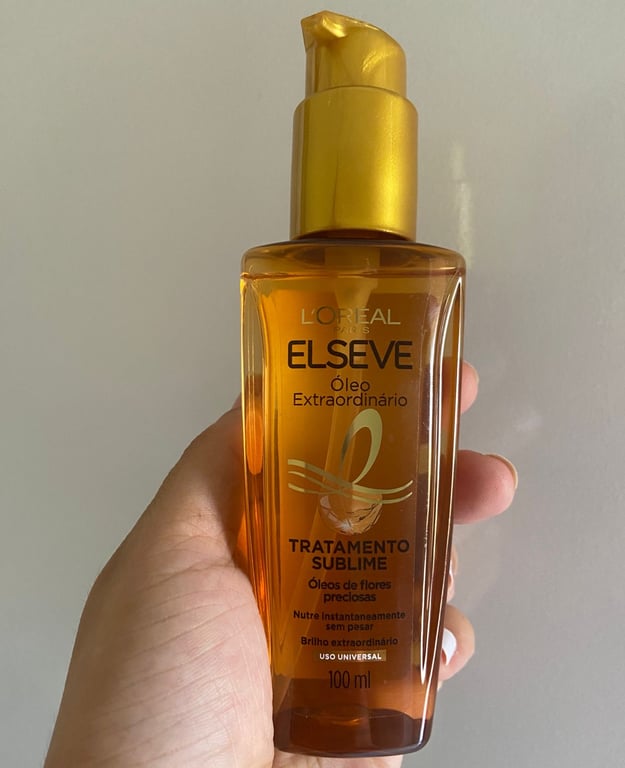 L'ORÉAL
PARIS
ELSEVE
Óleo
Extraordinário
TRATAMENTO
SUBLIME
Óleos de flores
preciosas
Nutre instantaneamente
sem pesar
Brilho extraordinário
USO UNIVERSAL
100 ml